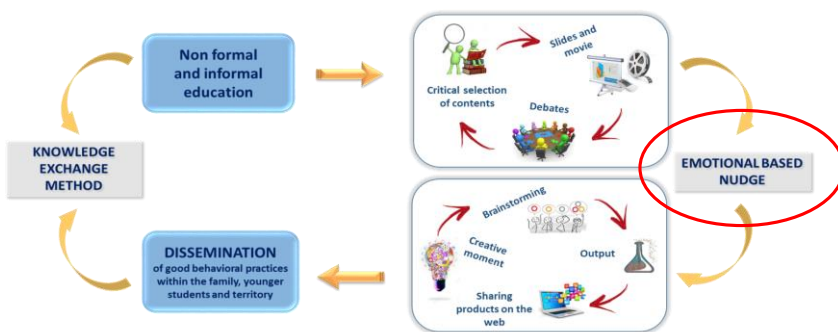 Non formal
and informal
education
Critical selection
of contents
Slides and
movie
Debates
KNOWLEDGE
EXCHANGE
METHOD
EMOTIONAL BASED
NUDGE
DISSEMINATION
of good behavioral practices
within the family, younger
students and territory
Brainstorming
Creative
moment
Output
Sharing
products on the
web